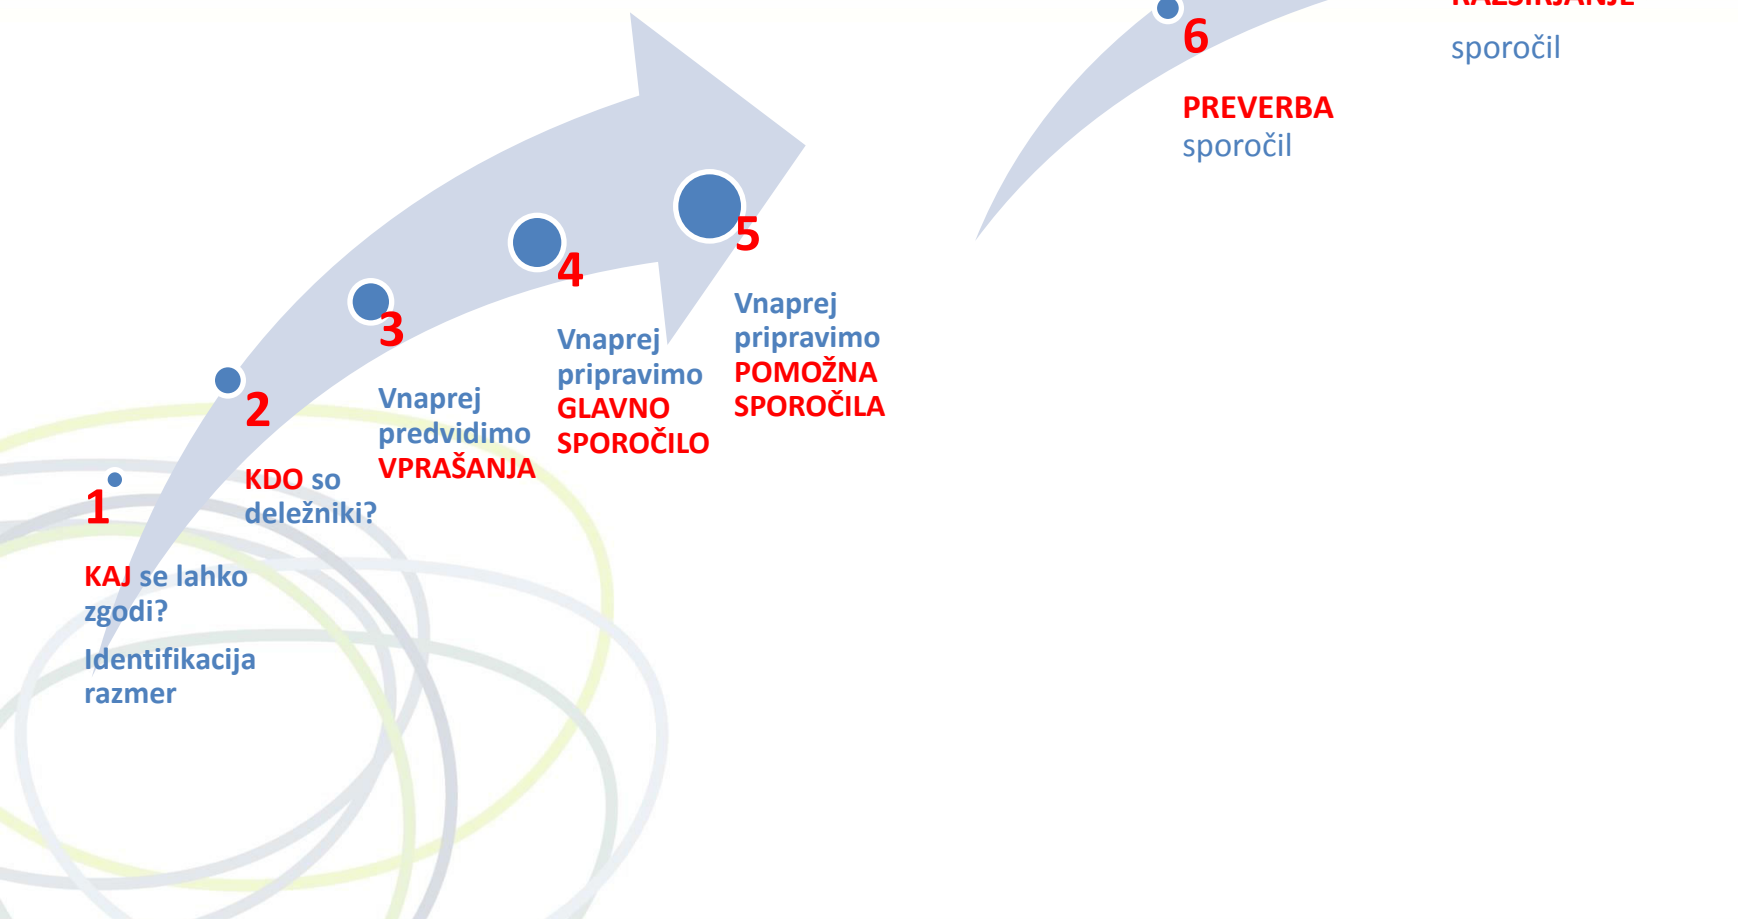 1
KAJ se lahko
zgodi?
Identifikacija
razmer
2
KDO so
deležniki?
3
Vnaprej
predvidimo
VPRAŠANJA
4
Vnaprej
pripravimo
GLAVNO
SPOROČILO
5
Vnaprej
pripravimo
POMOŽNA
SPOROČILA
6
PREVERBA
sporočil
sporočil